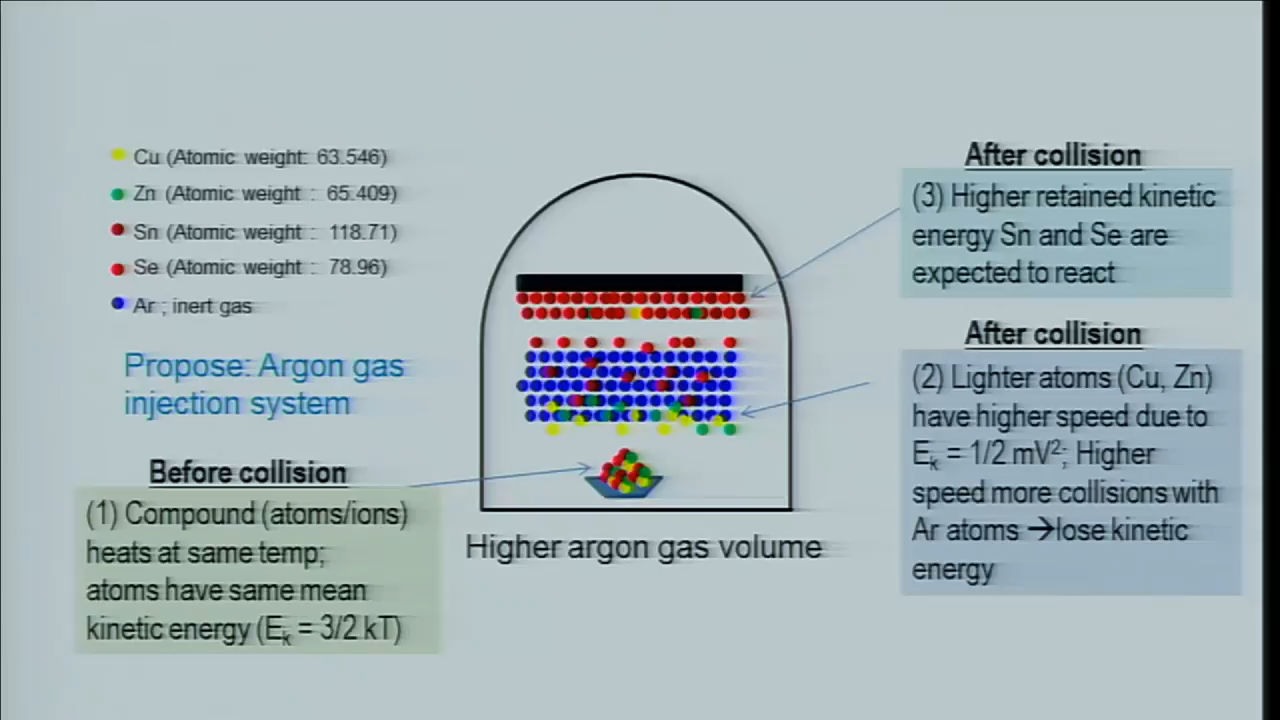 Cu (Atomic weight: 63.546)
Zn (Atomic weight : 65.409)
Sn (Atomic weight : 118.71)
Se (Atomic weight : 78.96)
Ar ; inert gas
Propose: Argon gas
injection system
Before collision
(1) Compound (atoms/ions)
heats at same temp;
atoms have same mean
kinetic energy (Eₖ = 3/2 kT)
Higher argon gas volume
After collision
(3) Higher retained kinetic
energy Sn and Se are
expected to react
After collision
(2) Lighter atoms (Cu, Zn)
have higher speed due to
Eₖ = 1/2 mV²; Higher
speed more collisions with
Ar atoms →lose kinetic
energy